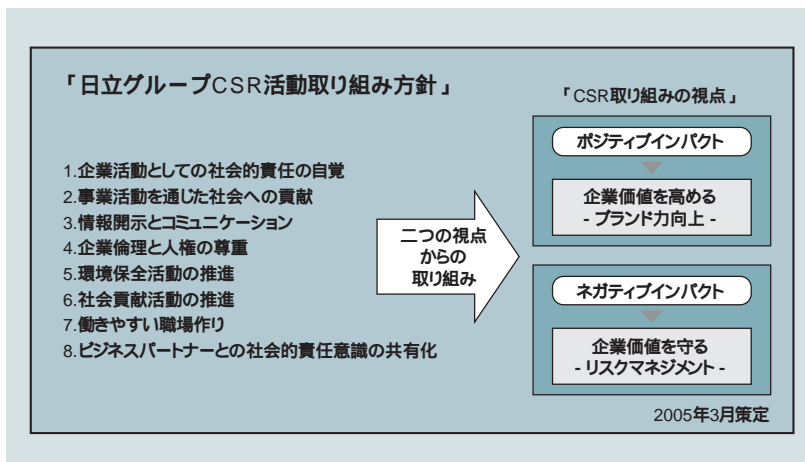 「日立グループCSR活動取り組み方針」
1.企業活動としての社会的責任の自覚
2.事業活動を通じた社会への貢献
3.情報開示とコミュニケーション
4.企業倫理と人権の尊重
5.環境保全活動の推進
6.社会貢献活動の推進
7.働きやすい職場作り
8.ビジネスパートナーとの社会的責任意識の共有化
二つの視点
からの
取り組み
「CSR取り組みの視点」
ポジティブインパクト
企業価値を高める
- ブランド力向上 -
ネガティブインパクト
企業価値を守る
- リスクマネジメント -
2005年3月策定